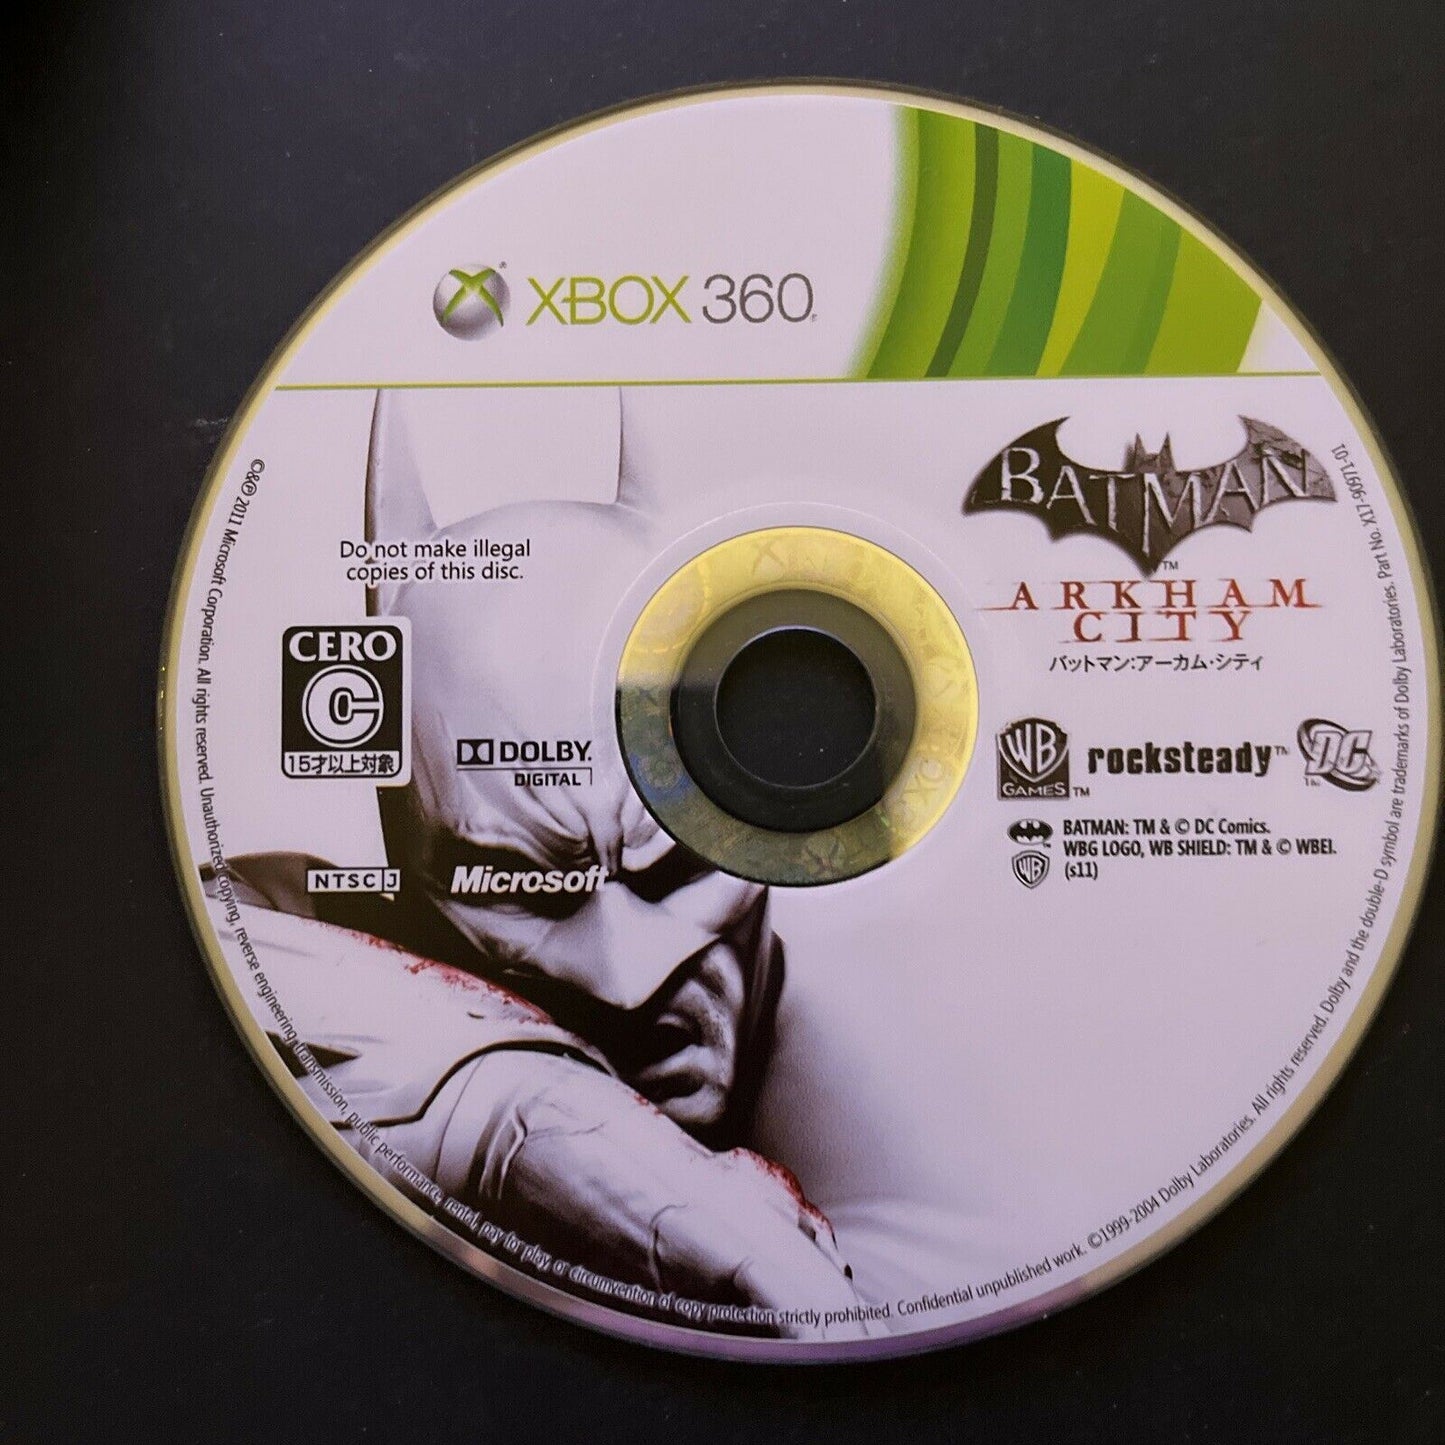 XBOX 360
BATMAN™
ARKHAM
CITY
バットマン:アーカム・シティ
Do not make illegal
copies of this disc.
CERO
C
15才以上対象
DOLBY
DIGITAL
NTSC J
Microsoft
WB
GAMES™
rocksteady™
DC™
BATMAN: TM & © DC Comics.
WBG LOGO, WB SHIELD: TM & © WBEI.
(s11)
©&℗ 2011 Microsoft Corporation. All rights reserved. Unauthorized copying, reverse engineering, transmission, public performance, rental, pay for play, or circumvention of copy protection strictly prohibited. Confidential unpublished work. ©1999-2004 Dolby Laboratories. All rights reserved. Dolby and the double-D symbol are trademarks of Dolby Laboratories. Part No. X17-90971-01